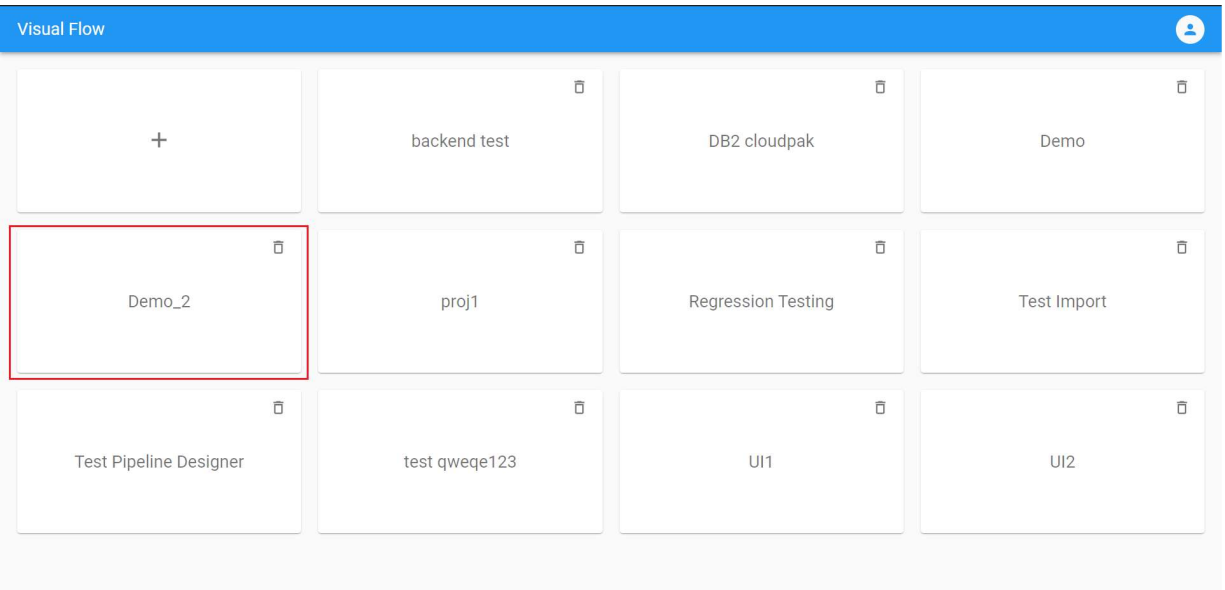 Visual Flow
+
backend test
DB2 cloudpak
Demo
Demo_2
proj1
Regression Testing
Test Import
Test Pipeline Designer
test qweqe123
UI1
UI2